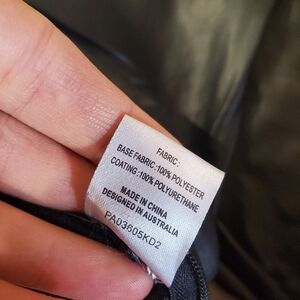 FABRIC:
BASE FABRIC:100% POLYESTER
COATING:100% POLYURETHANE
MADE IN CHINA
DESIGNED IN AUSTRALIA
PA03605KD2